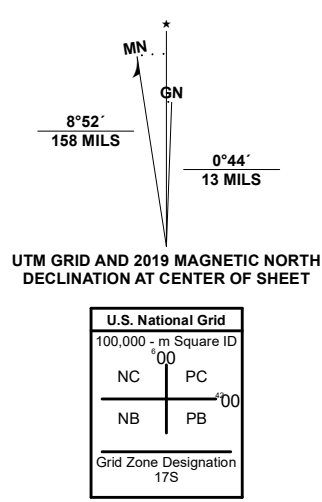 ★
MN
GN
8°52´
158 MILS
0°44´
13 MILS
UTM GRID AND 2019 MAGNETIC NORTH
DECLINATION AT CENTER OF SHEET
U.S. National Grid
100,000 - m Square ID
⁶00
NC PC
⁴²00
NB PB
Grid Zone Designation
17S